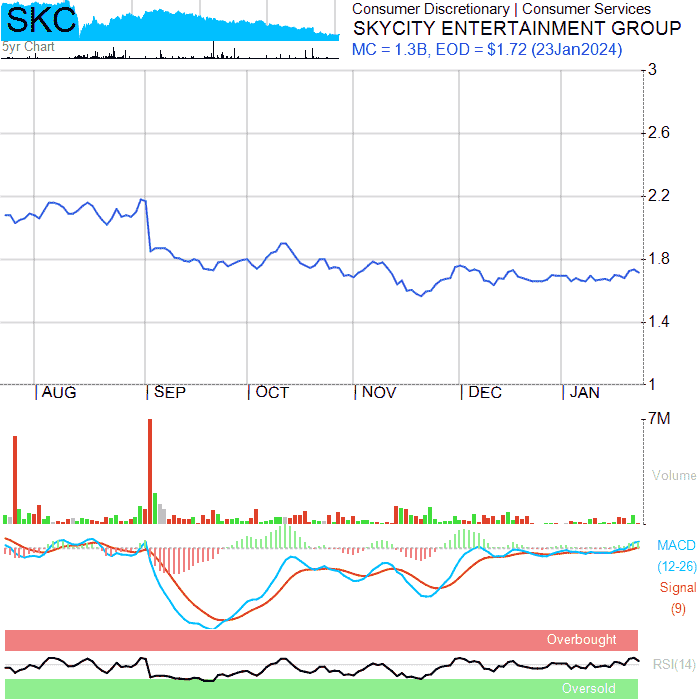 SKC
5yr Chart
Consumer Discretionary | Consumer Services
SKYCITY ENTERTAINMENT GROUP
MC = 1.3B, EOD = $1.72 (23Jan2024)
3
2.6
2.2
1.8
1.4
1
AUG SEP OCT NOV DEC JAN
7M
Volume
MACD
(12-26)
Signal
(9)
Overbought
RSI(14)
Oversold